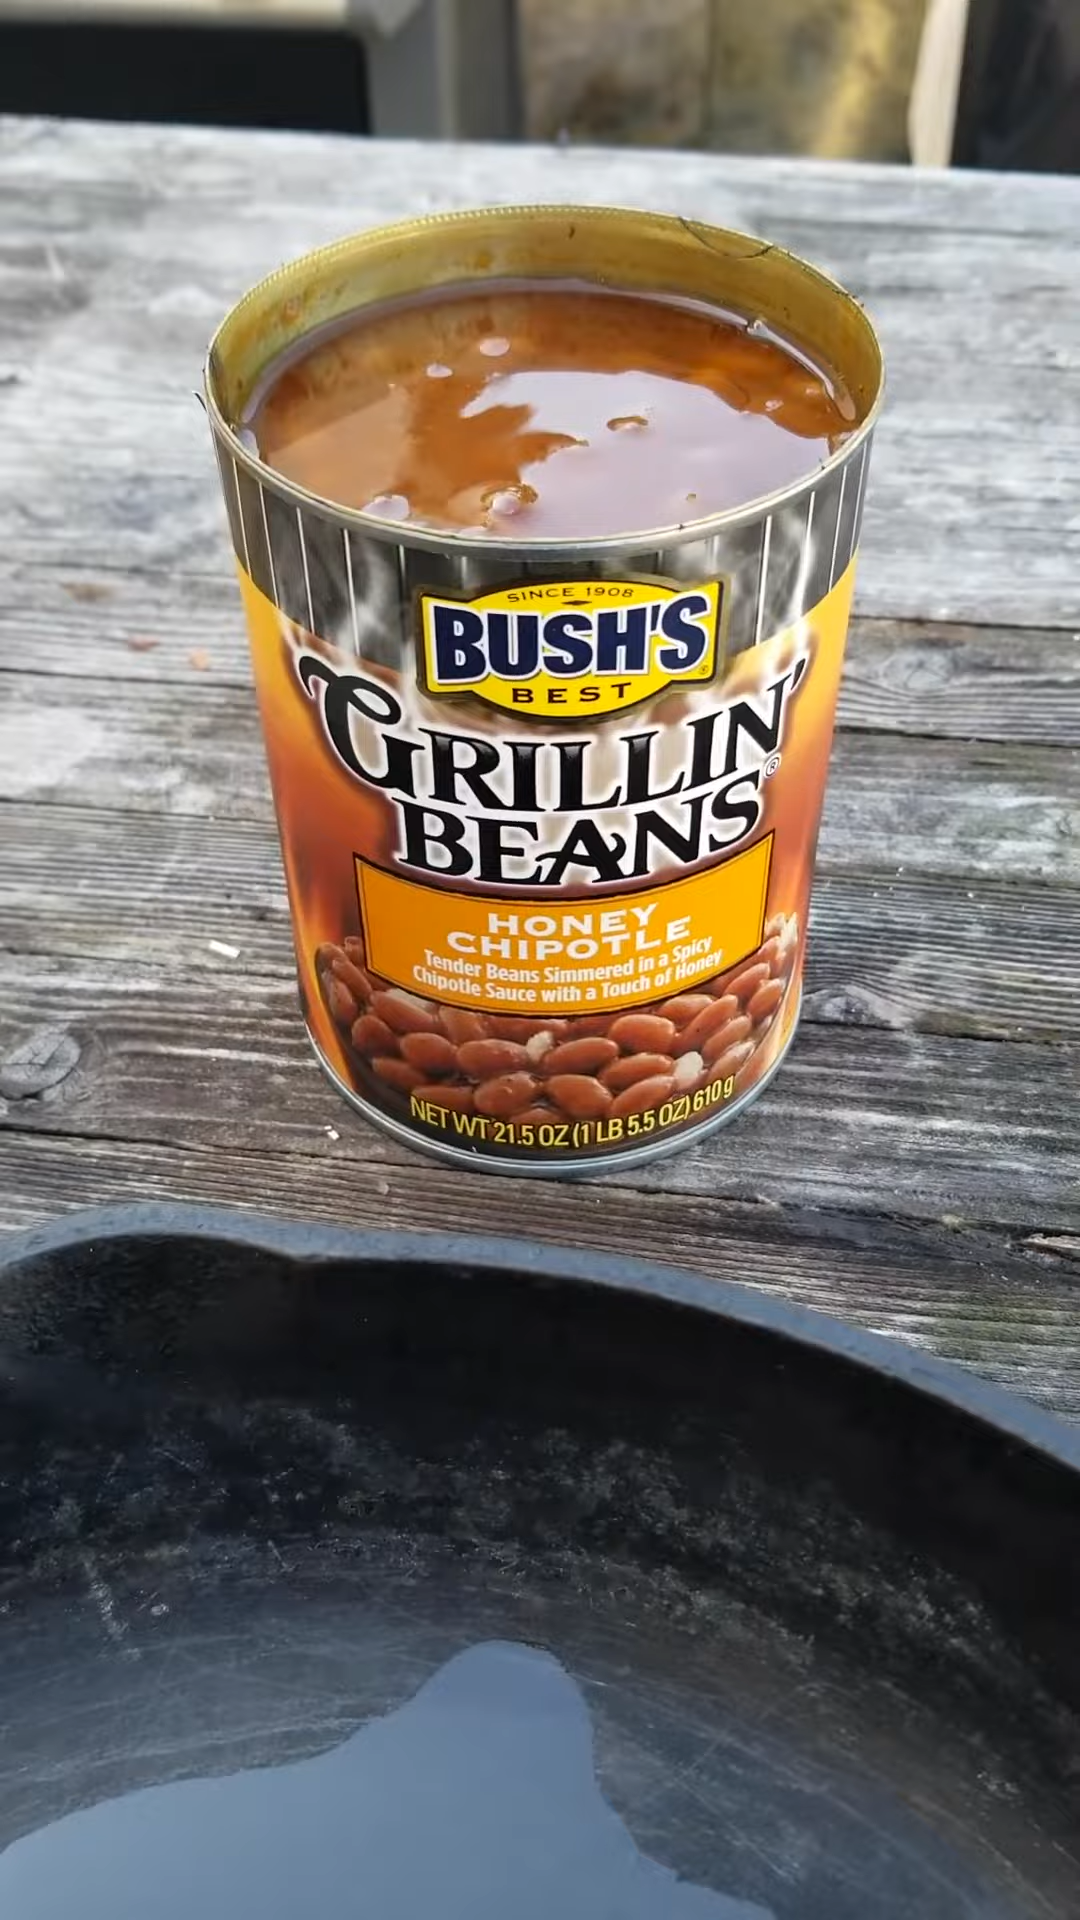 SINCE 1908
BUSH'S®
BEST
GRILLIN'
BEANS®
HONEY
CHIPOTLE
Tender Beans Simmered in a Spicy
Chipotle Sauce with a Touch of Honey
NET WT 21.5 OZ (1 LB 5.5 OZ) 610 g